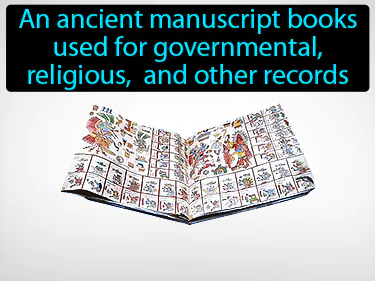 An ancient manuscript books
used for governmental,
religious, and other records